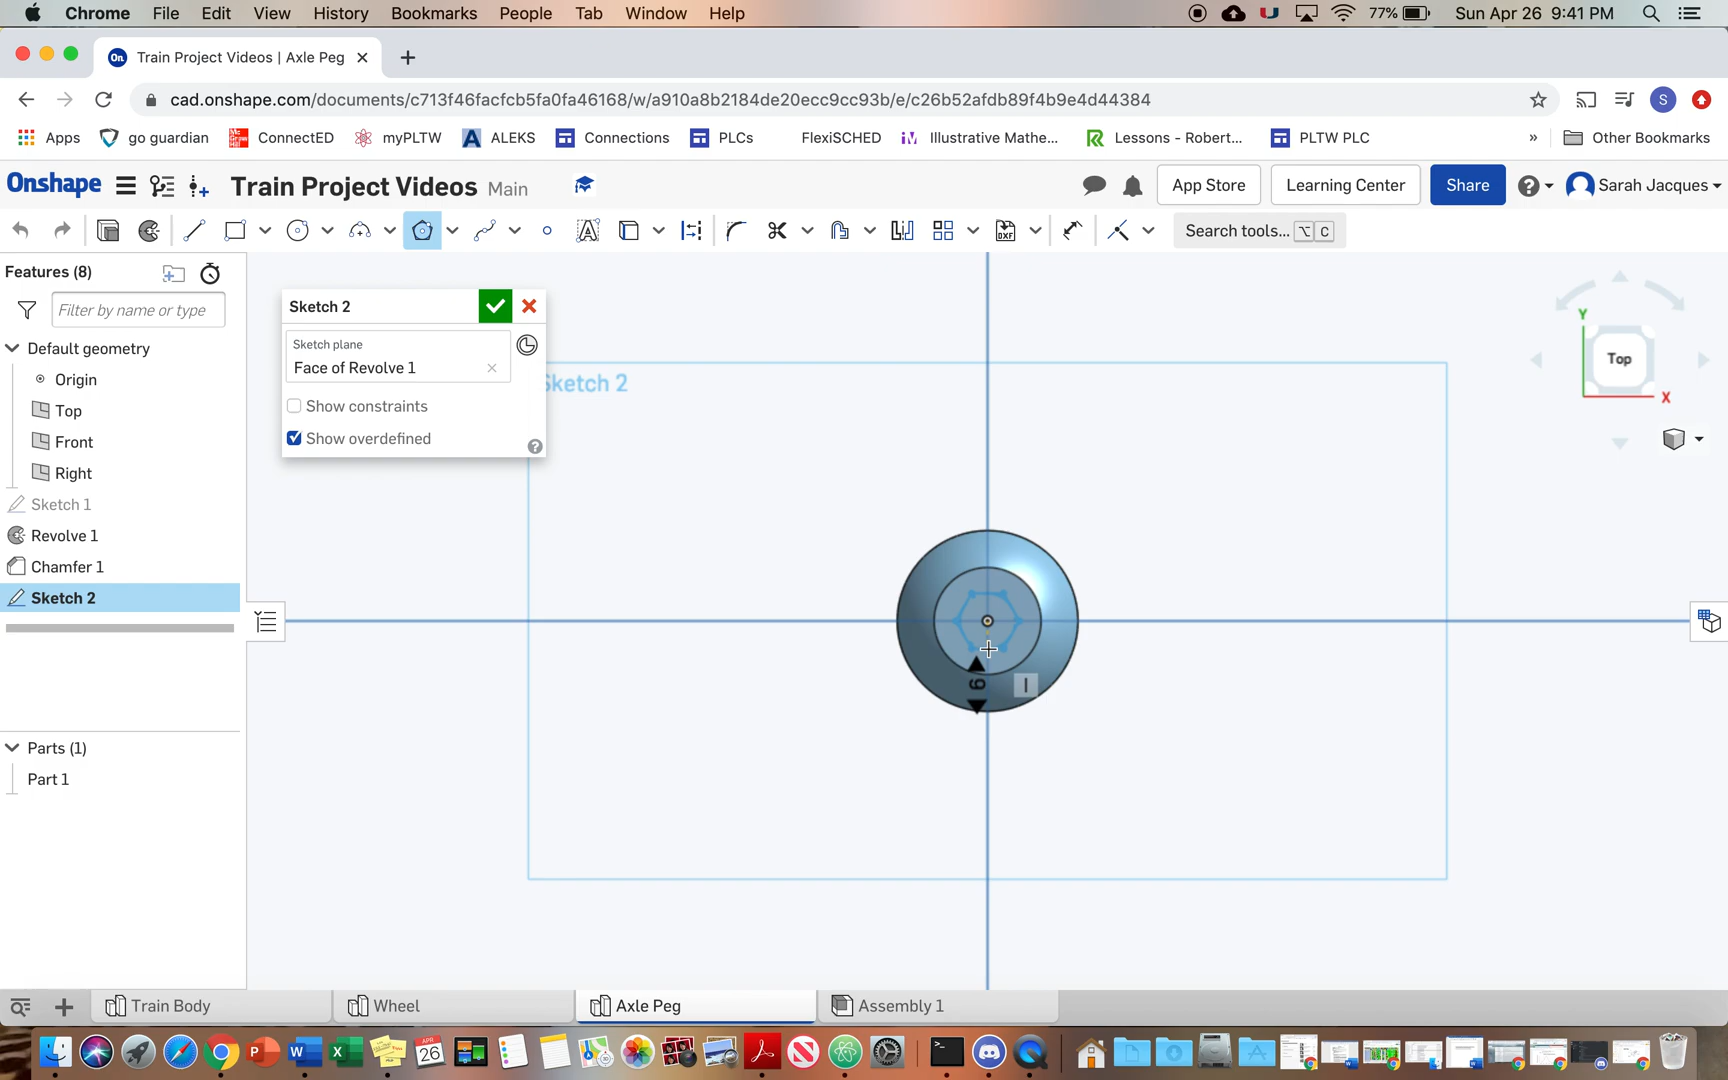 Chrome File Edit View History Bookmarks People Tab Window Help 77% Sun Apr 26 9:41 PM
Train Project Videos | Axle Peg
cad.onshape.com/documents/c713f46facfcb5fa0fa46168/w/a910a8b2184de20ecc9cc93b/e/c26b52afdb89f4b9e4d44384 S
Apps go guardian ConnectED myPLTW ALEKS Connections PLCs FlexiSCHED Illustrative Mathe... Lessons - Robert... PLTW PLC » Other Bookmarks
Onshape Train Project Videos Main App Store Learning Center Share Sarah Jacques
Search tools... ⌥ C
Features (8)
Filter by name or type
Default geometry
Origin
Top
Front
Right
Sketch 1
Revolve 1
Chamfer 1
Sketch 2
Parts (1)
Part 1
Sketch 2
Sketch plane
Face of Revolve 1
Show constraints
Show overdefined
Sketch 2
6
Y
Top
X
Train Body Wheel Axle Peg Assembly 1
APR
26